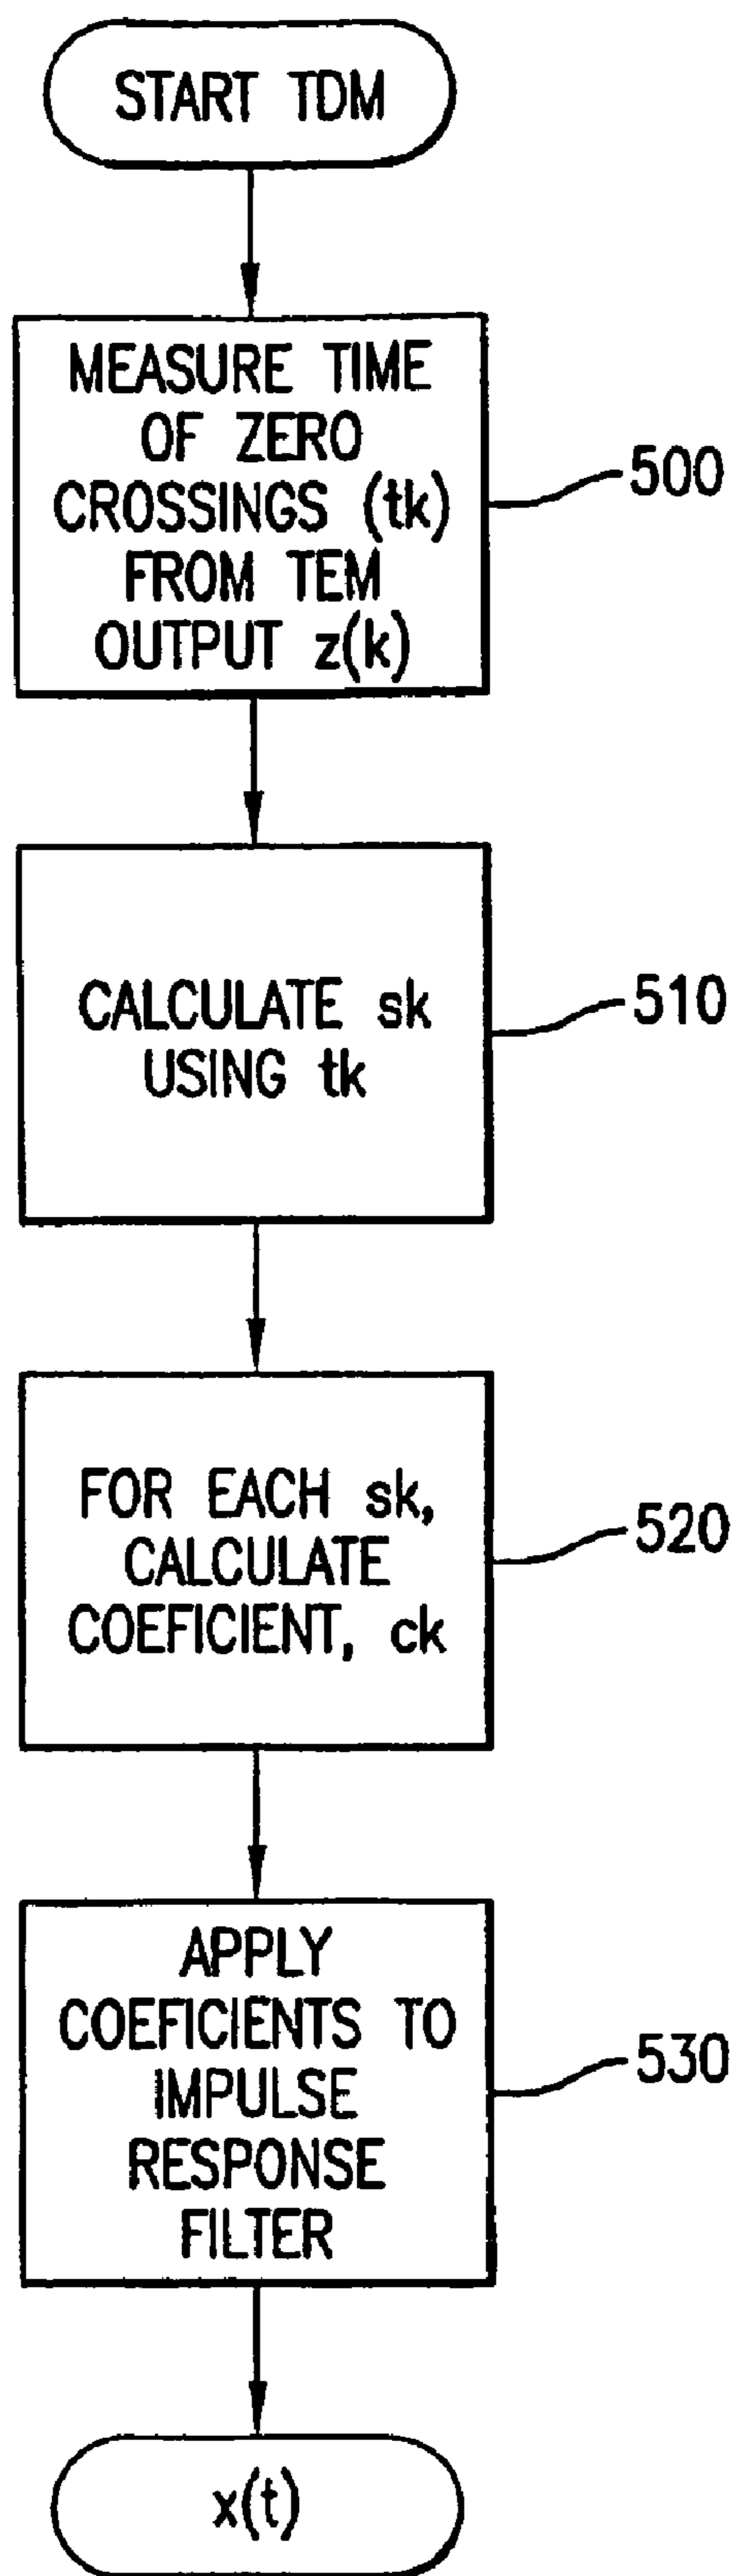 START TDM
MEASURE TIME
OF ZERO
CROSSINGS (tk)
FROM TEM
OUTPUT z(k)
500
CALCULATE sk
USING tk
510
FOR EACH sk,
CALCULATE
COEFICIENT, ck
520
APPLY
COEFICIENTS TO
IMPULSE
RESPONSE
FILTER
530
x(t)